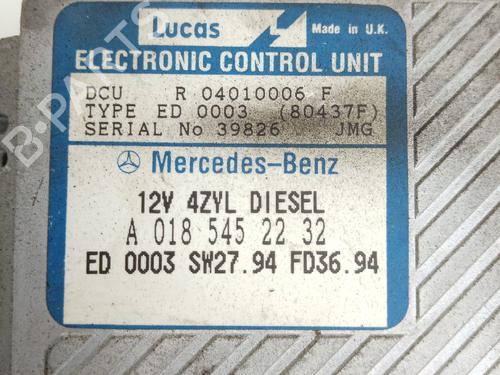 Lucas Made in U.K.
ELECTRONIC CONTROL UNIT
DCU R 04010006 F
TYPE ED 0003 (80437F)
SERIAL No 39826 JMG
Mercedes-Benz
12V 4ZYL DIESEL
A 018 545 22 32
ED 0003 SW27.94 FD36.94
B-PARTS